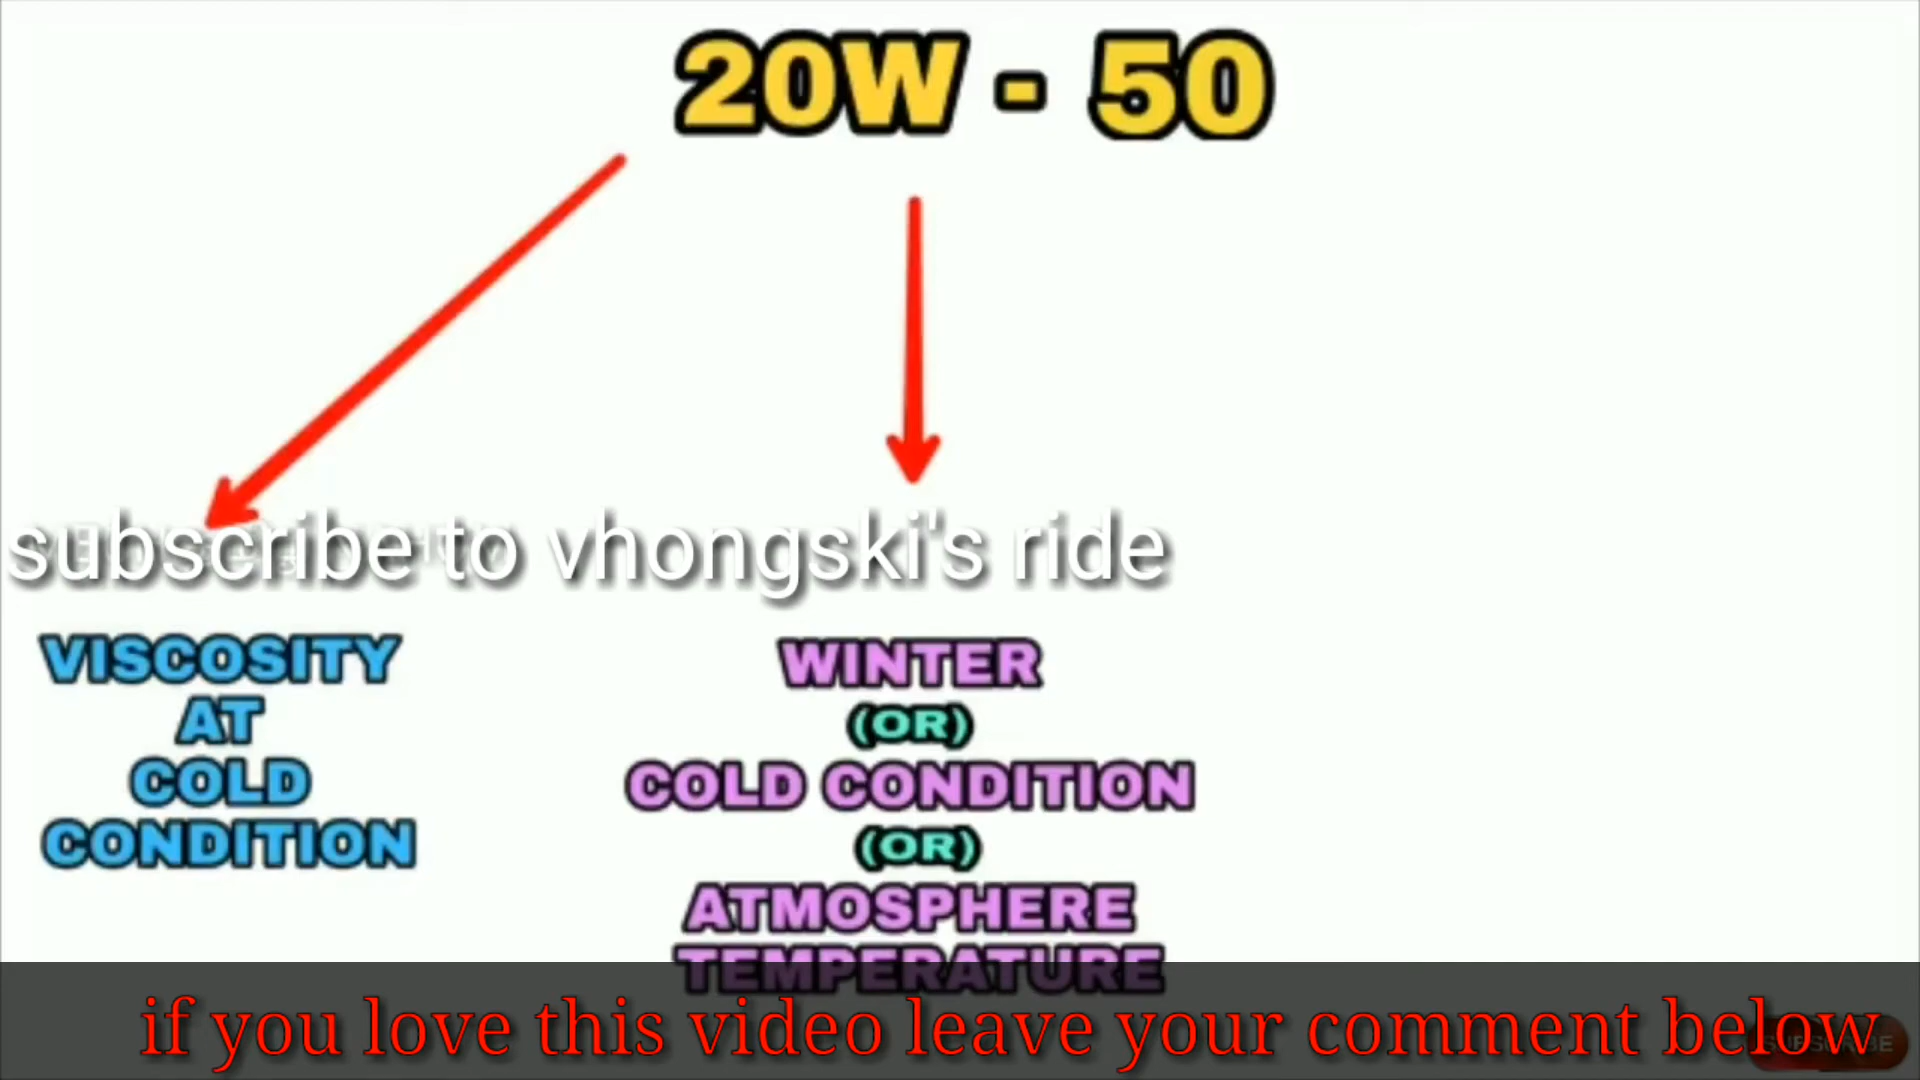 20W - 50
subscribe to vhongski's ride
VISCOSITY
AT
COLD
CONDITION
WINTER
(OR)
COLD CONDITION
(OR)
ATMOSPHERE
TEMPERATURE
if you love this video leave your comment below
SUBSCRIBE